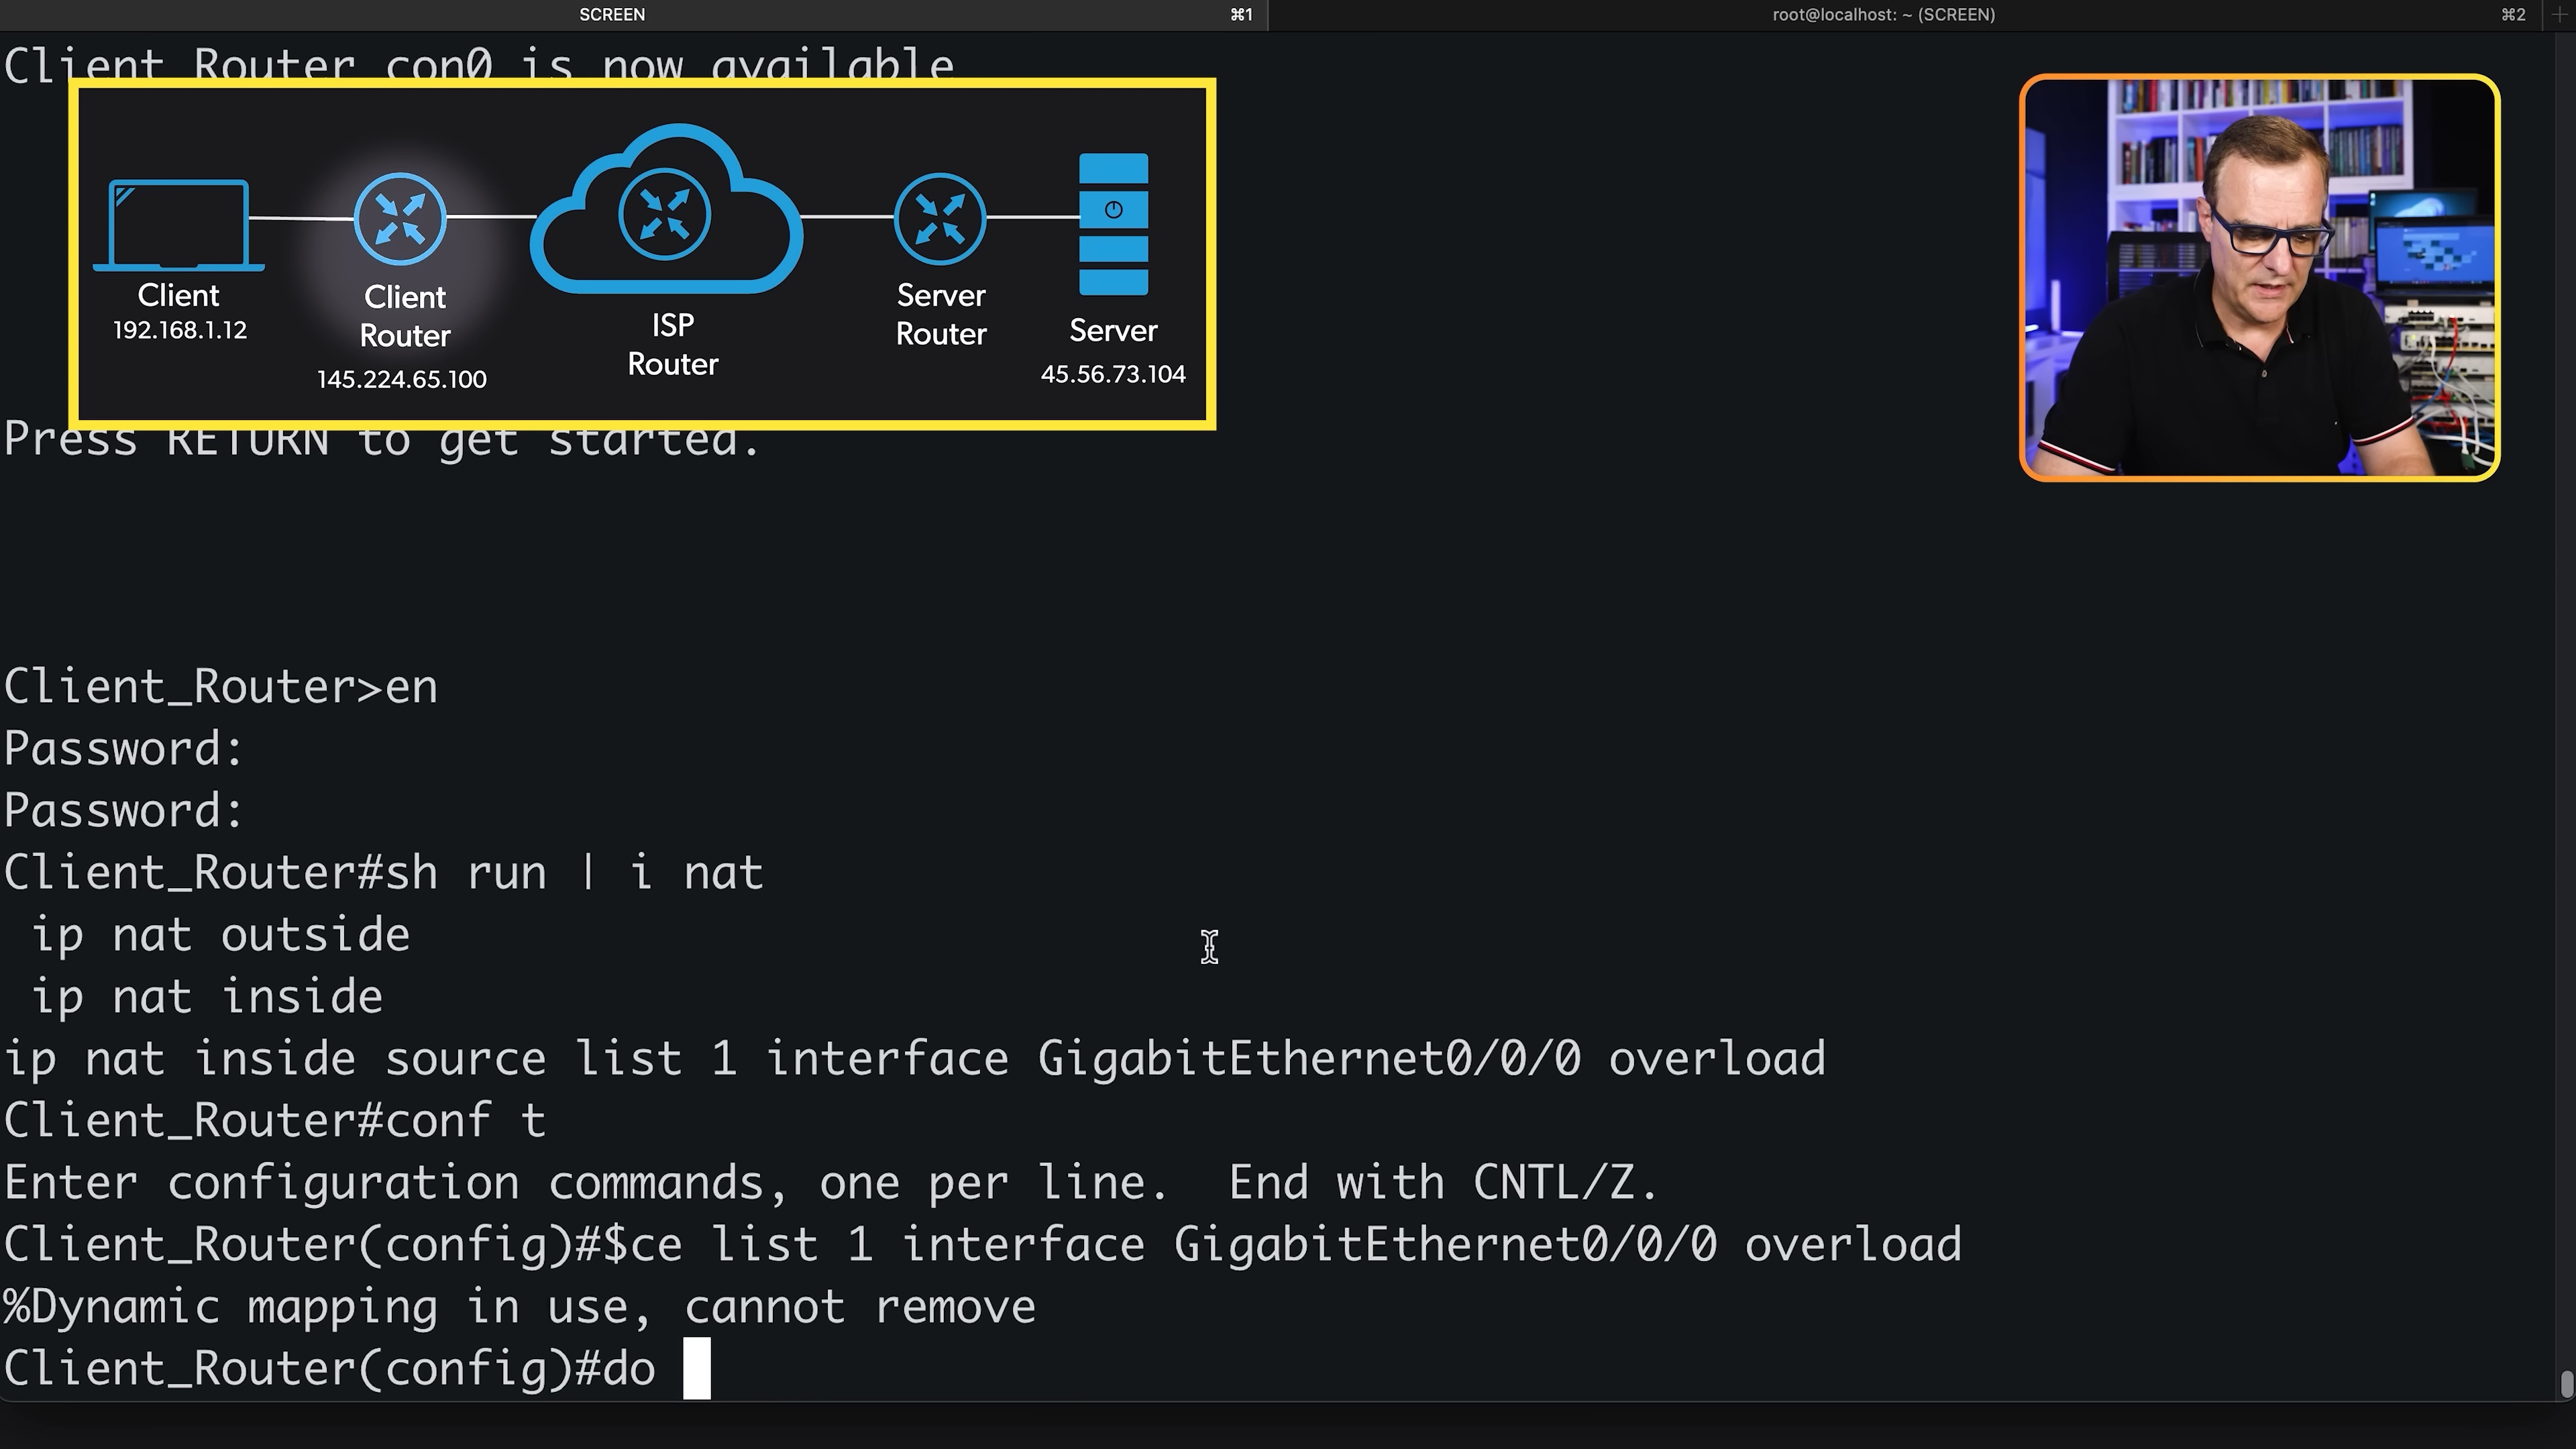 SCREEN ⌘1 root@localhost: ~ (SCREEN) ⌘2
Client_Router con0 is now available
Client
192.168.1.12
Client
Router
145.224.65.100
ISP
Router
Server
Router
Server
45.56.73.104
Press RETURN to get started.
Client_Router>en
Password:
Password:
Client_Router#sh run | i nat
ip nat outside
ip nat inside
ip nat inside source list 1 interface GigabitEthernet0/0/0 overload
Client_Router#conf t
Enter configuration commands, one per line.  End with CNTL/Z.
Client_Router(config)#$ce list 1 interface GigabitEthernet0/0/0 overload
%Dynamic mapping in use, cannot remove
Client_Router(config)#do